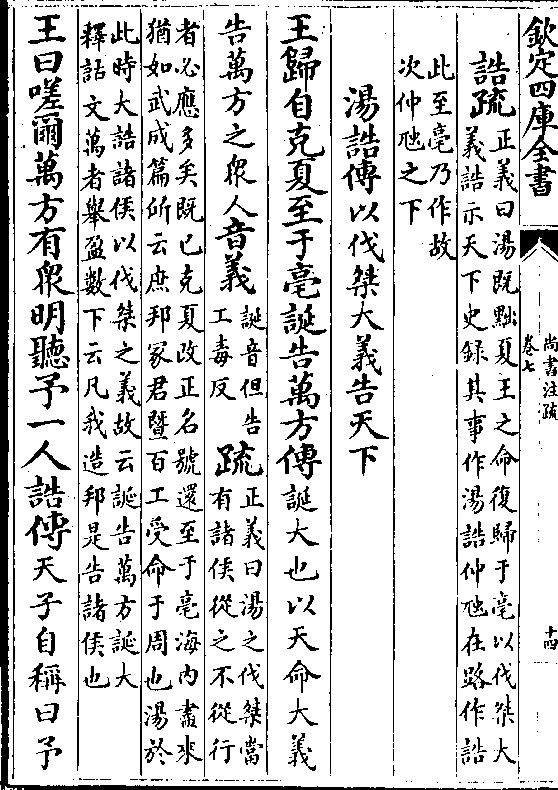 欽定四庫全書
尚書注疏
卷七
十四
誥疏正義曰湯既黜夏王之命復歸于亳以伐桀大
義誥示天下史録其事作湯誥仲虺在路作誥
此至亳乃作故
次仲虺之下
湯誥傳以伐桀大義告天下
王歸自克夏至于亳誕告萬方傳誕大也以天命大義
告萬方之衆人音義誕音但告
工毒反疏正義曰湯之伐桀當
有諸侯從之不從行
者必應多矣既已克夏改正名號還至于亳海内盡來
猶如武成篇所云庶邦冢君暨百工受命于周也湯於
此時大誥諸侯以伐桀之義故云誕告萬方誕大
釋詁文萬者舉盈數下云凡我造邦是告諸侯也
王曰嗟爾萬方有衆明聽予一人誥傳天子自稱曰予